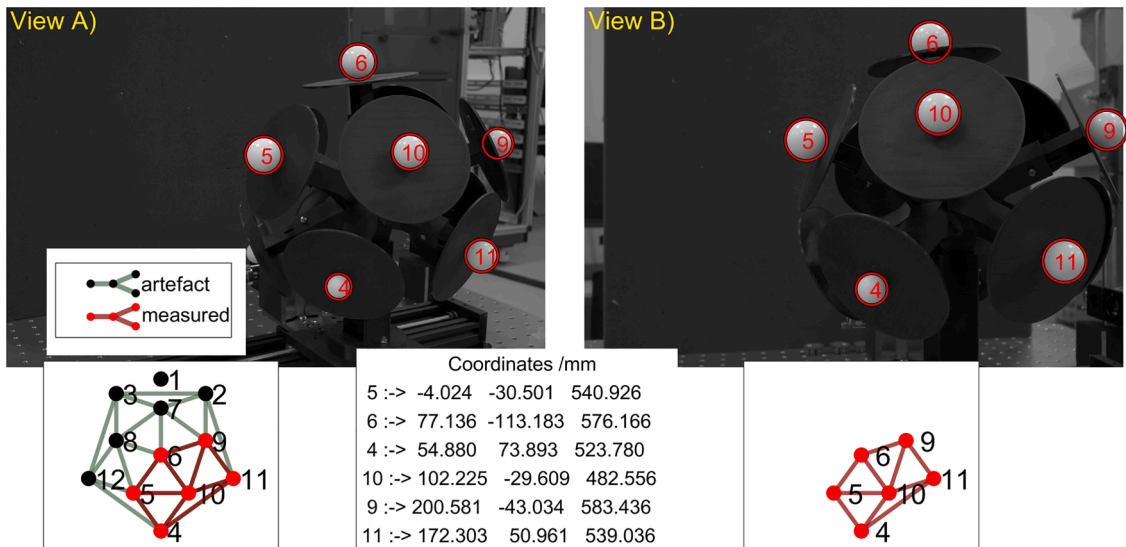 View A)
View B)
6
5
10
9
11
4
6
10
5
9
11
4
artefact
measured
Coordinates /mm
5 :-> -4.024 -30.501 540.926
6 :-> 77.136 -113.183 576.166
4 :-> 54.880 73.893 523.780
10 :-> 102.225 -29.609 482.556
9 :-> 200.581 -43.034 583.436
11 :-> 172.303 50.961 539.036
1
3
2
7
8
9
6
12
11
5
10
4
9
6
11
5
10
4